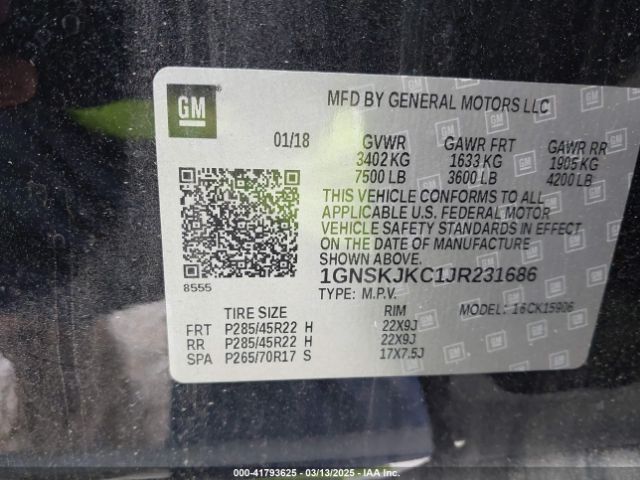 GM
MFD BY GENERAL MOTORS LLC
01/18 GVWR GAWR FRT GAWR RR
3402 KG 1633 KG 1905 KG
7500 LB 3600 LB 4200 LB
THIS VEHICLE CONFORMS TO ALL
APPLICABLE U.S. FEDERAL MOTOR
VEHICLE SAFETY STANDARDS IN EFFECT
ON THE DATE OF MANUFACTURE
SHOWN ABOVE.
8555
1GNSKJKC1JR231686
TYPE: M.P.V. MODEL: 16CK15906
TIRE SIZE RIM
FRT P285/45R22 H 22X9J
RR P285/45R22 H 22X9J
SPA P265/70R17 S 17X7.5J
000-41793625 | 03/13/2025 | IAA Inc.